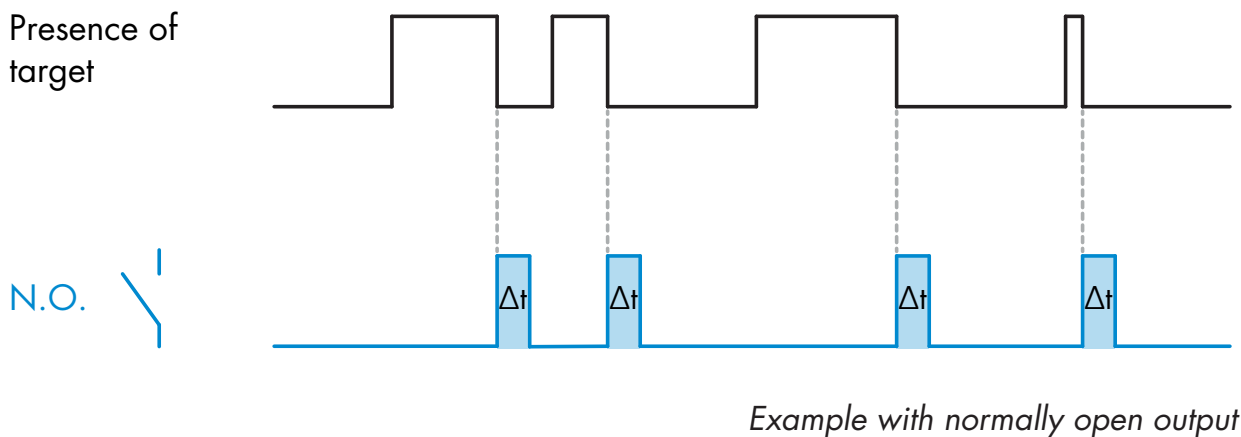 Presence of
target
N.O.
Δt Δt Δt Δt
Example with normally open output